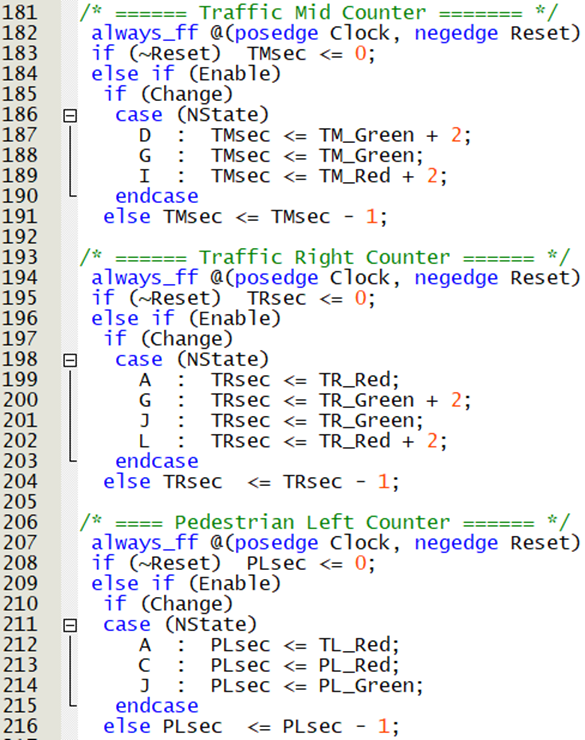 181 /* ====== Traffic Mid Counter ======= */
182 always_ff @(posedge Clock, negedge Reset)
183 if (~Reset) TMsec <= 0;
184 else if (Enable)
185 if (Change)
186 case (NState)
187 D : TMsec <= TM_Green + 2;
188 G : TMsec <= TM_Green;
189 I : TMsec <= TM_Red + 2;
190 endcase
191 else TMsec <= TMsec - 1;
192
193 /* ====== Traffic Right Counter ====== */
194 always_ff @(posedge Clock, negedge Reset)
195 if (~Reset) TRsec <= 0;
196 else if (Enable)
197 if (Change)
198 case (NState)
199 A : TRsec <= TR_Red;
200 G : TRsec <= TR_Green + 2;
201 J : TRsec <= TR_Green;
202 L : TRsec <= TR_Red + 2;
203 endcase
204 else TRsec <= TRsec - 1;
205
206 /* ==== Pedestrian Left Counter ====== */
207 always_ff @(posedge Clock, negedge Reset)
208 if (~Reset) PLsec <= 0;
209 else if (Enable)
210 if (Change)
211 case (NState)
212 A : PLsec <= TL_Red;
213 C : PLsec <= PL_Red;
214 J : PLsec <= PL_Green;
215 endcase
216 else PLsec <= PLsec - 1;